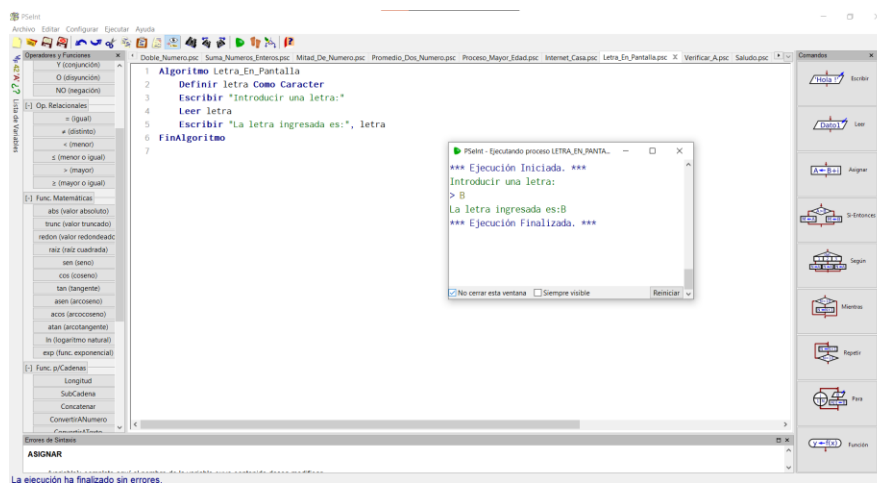 PSeInt
Archivo Editar Configurar Ejecutar Ayuda
Operadores y Funciones
Doble_Numero.psc Suma_Numeros_Enteros.psc Mitad_De_Numero.psc Promedio_Dos_Numero.psc Proceso_Mayor_Edad.psc Internet_Casa.psc Letra_En_Pantalla.psc X Verificar_A.psc Saludo.psc
Comandos
Lista de Variables
Y (conjunción)
O (disyunción)
NO (negación)
[-] Op. Relacionales
= (igual)
≠ (distinto)
< (menor)
≤ (menor o igual)
> (mayor)
≥ (mayor o igual)
[-] Func. Matemáticas
abs (valor absoluto)
trunc (valor truncado)
redon (valor redondeado
raiz (raíz cuadrada)
sen (seno)
cos (coseno)
tan (tangente)
asen (arcoseno)
acos (arcocoseno)
atan (arcotangente)
ln (logaritmo natural)
exp (func. exponencial)
[-] Func. p/Cadenas
Longitud
SubCadena
Concatenar
ConvertirANumero
ConvertirATexto
1 Algoritmo Letra_En_Pantalla
2 Definir letra Como Caracter
3 Escribir "Introducir una letra:"
4 Leer letra
5 Escribir "La letra ingresada es:", letra
6 FinAlgoritmo
7
PSeInt - Ejecutando proceso LETRA_EN_PANTA...
*** Ejecución Iniciada. ***
Introducir una letra:
> B
La letra ingresada es:B
*** Ejecución Finalizada. ***
No cerrar esta ventana Siempre visible Reiniciar
'Hola !' Escribir
Dato1 Leer
A←B+1 Asignar
Si-Entonces
Según
Mientras
Repetir
Para
y←f(x) Función
Errores de Sintaxis
ASIGNAR
La ejecución ha finalizado sin errores.